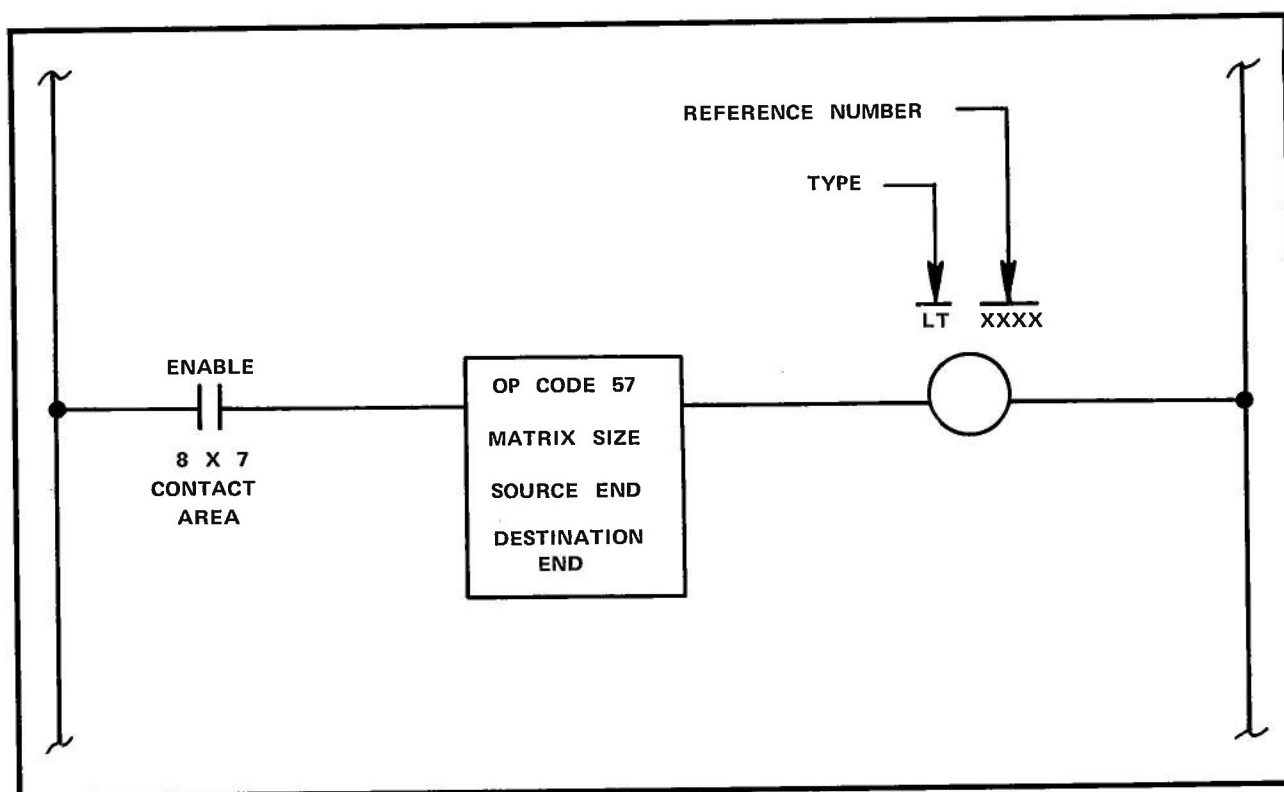 REFERENCE NUMBER
TYPE
LT XXXX
ENABLE
8 X 7
CONTACT
AREA
OP CODE 57
MATRIX SIZE
SOURCE END
DESTINATION
END